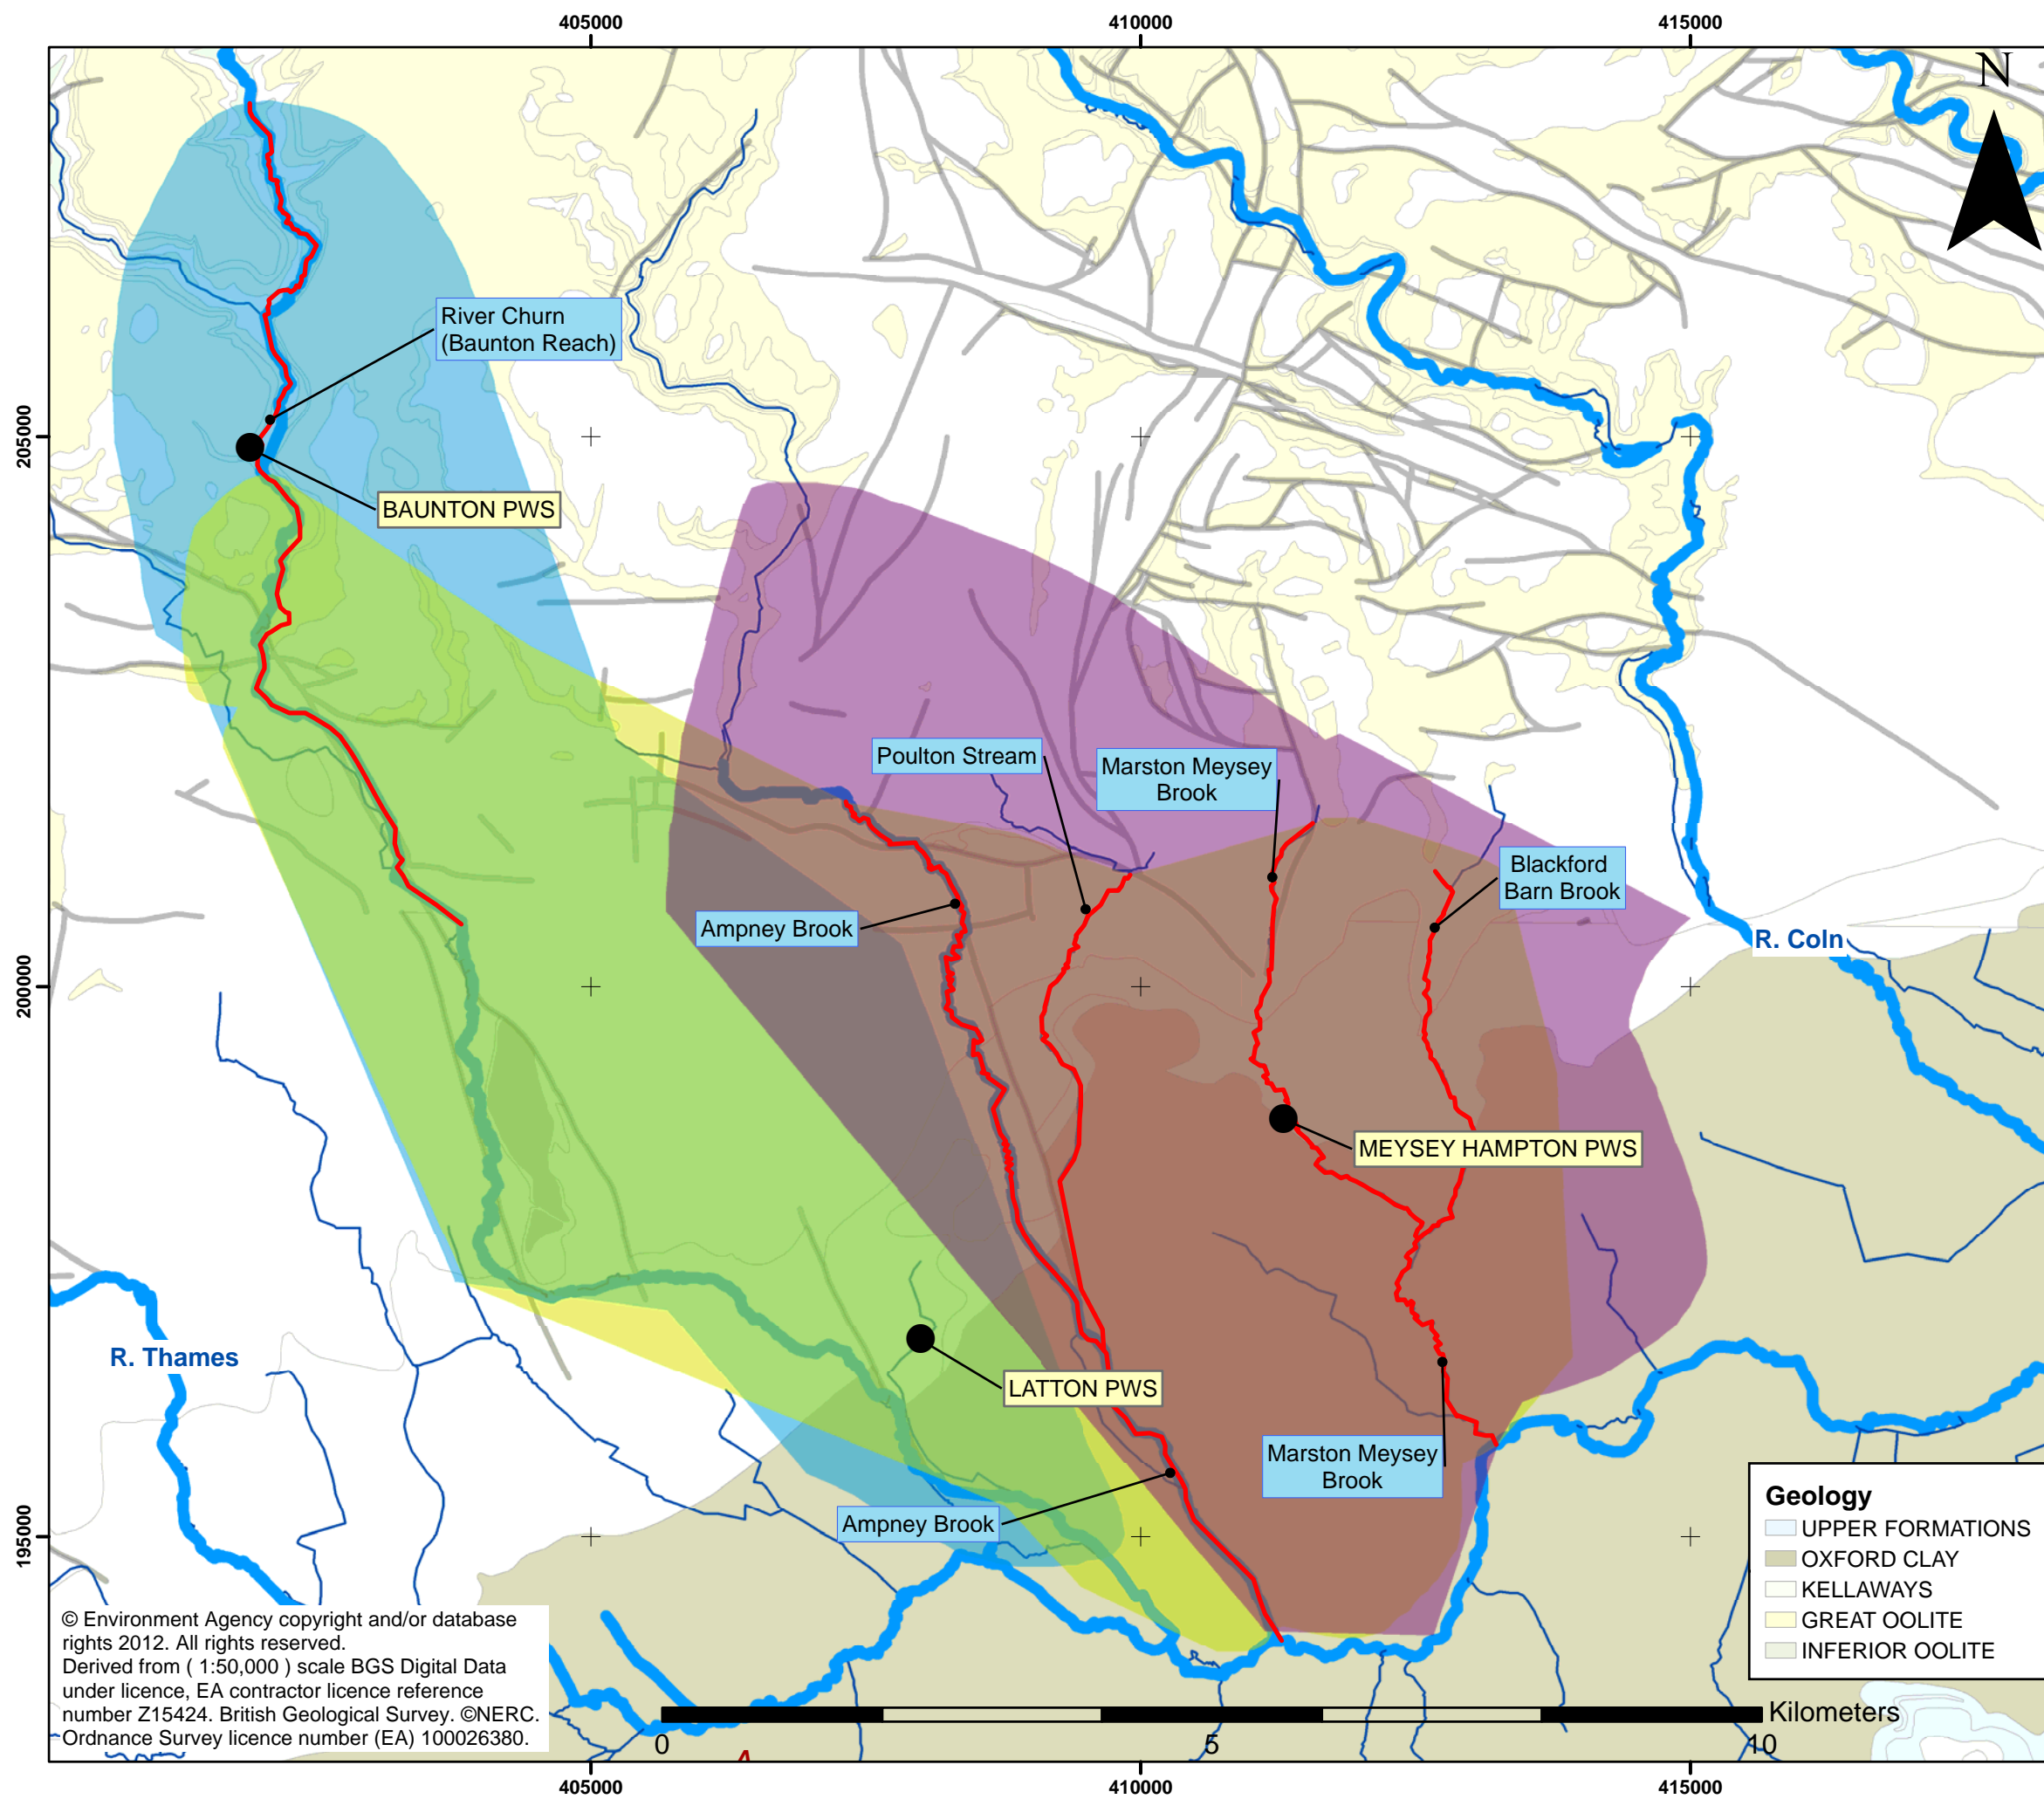 405000
410000
415000
N
River Churn
(Baunton Reach)
205000
205000
BAUNTON PWS
Poulton Stream
Marston Meysey
Brook
Blackford
Barn Brook
Ampney Brook
R. Coln
200000
200000
MEYSEY HAMPTON PWS
R. Thames
LATTON PWS
Marston Meysey
Brook
Ampney Brook
195000
195000
Geology
UPPER FORMATIONS
OXFORD CLAY
KELLAWAYS
GREAT OOLITE
INFERIOR OOLITE
© Environment Agency copyright and/or database
rights 2012. All rights reserved.
Derived from ( 1:50,000 ) scale BGS Digital Data
under licence, EA contractor licence reference
number Z15424. British Geological Survey. ©NERC.
Ordnance Survey licence number (EA) 100026380.
Kilometers
0
5
10
405000
410000
415000